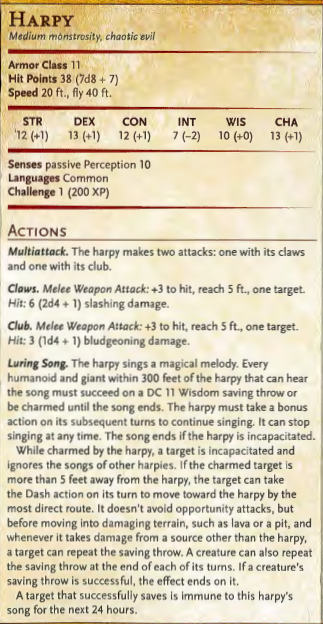 HARPY
Medium monstrosity, chaotic evil
Armor Class 11
Hit Points 38 (7d8 + 7)
Speed 20 ft., fly 40 ft.
STR DEX CON INT WIS CHA
12 (+1) 13 (+1) 12 (+1) 7 (−2) 10 (+0) 13 (+1)
Senses passive Perception 10
Languages Common
Challenge 1 (200 XP)
ACTIONS
Multiattack. The harpy makes two attacks: one with its claws
and one with its club.
Claws. Melee Weapon Attack: +3 to hit, reach 5 ft., one target.
Hit: 6 (2d4 + 1) slashing damage.
Club. Melee Weapon Attack: +3 to hit, reach 5 ft., one target.
Hit: 3 (1d4 + 1) bludgeoning damage.
Luring Song. The harpy sings a magical melody. Every
humanoid and giant within 300 feet of the harpy that can hear
the song must succeed on a DC 11 Wisdom saving throw or
be charmed until the song ends. The harpy must take a bonus
action on its subsequent turns to continue singing. It can stop
singing at any time. The song ends if the harpy is incapacitated.
While charmed by the harpy, a target is incapacitated and
ignores the songs of other harpies. If the charmed target is
more than 5 feet away from the harpy, the target can take
the Dash action on its turn to move toward the harpy by the
most direct route. It doesn't avoid opportunity attacks, but
before moving into damaging terrain, such as lava or a pit, and
whenever it takes damage from a source other than the harpy,
a target can repeat the saving throw. A creature can also repeat
the saving throw at the end of each of its turns. If a creature's
saving throw is successful, the effect ends on it.
A target that successfully saves is immune to this harpy's
song for the next 24 hours.